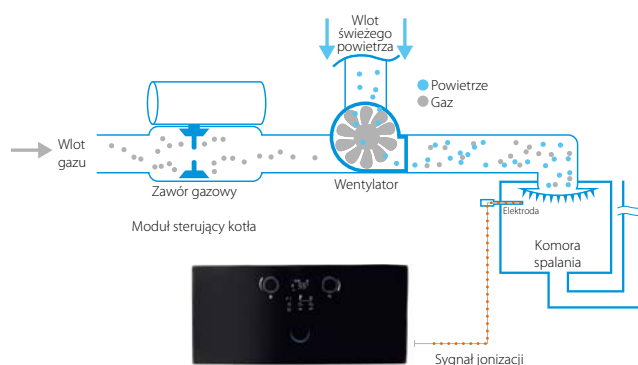 Wlot
świeżego
powietrza
Powietrze
Gaz
Wlot
gazu
Zawór gazowy
Wentylator
Elektroda
Moduł sterujący kotła
Komora
spalania
Sygnał jonizacji